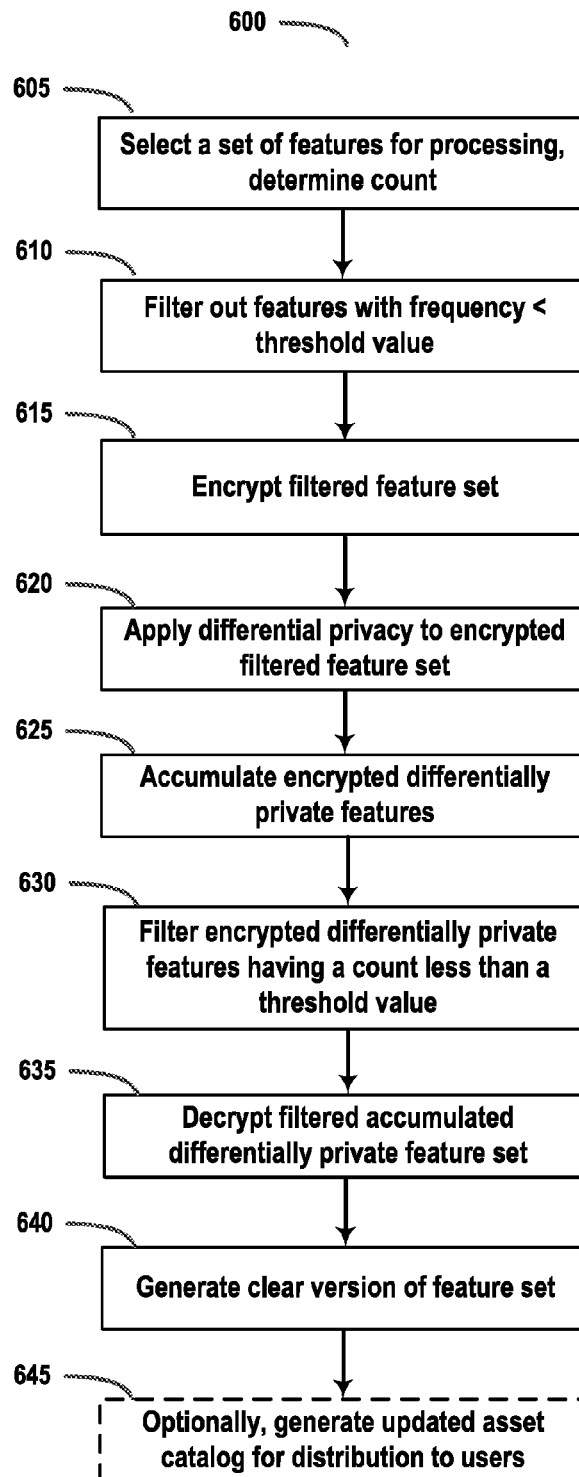 600
605
Select a set of features for processing,
determine count
610
Filter out features with frequency <
threshold value
615
Encrypt filtered feature set
620
Apply differential privacy to encrypted
filtered feature set
625
Accumulate encrypted differentially
private features
630
Filter encrypted differentially private
features having a count less than a
threshold value
635
Decrypt filtered accumulated
differentially private feature set
640
Generate clear version of feature set
645
Optionally, generate updated asset
catalog for distribution to users